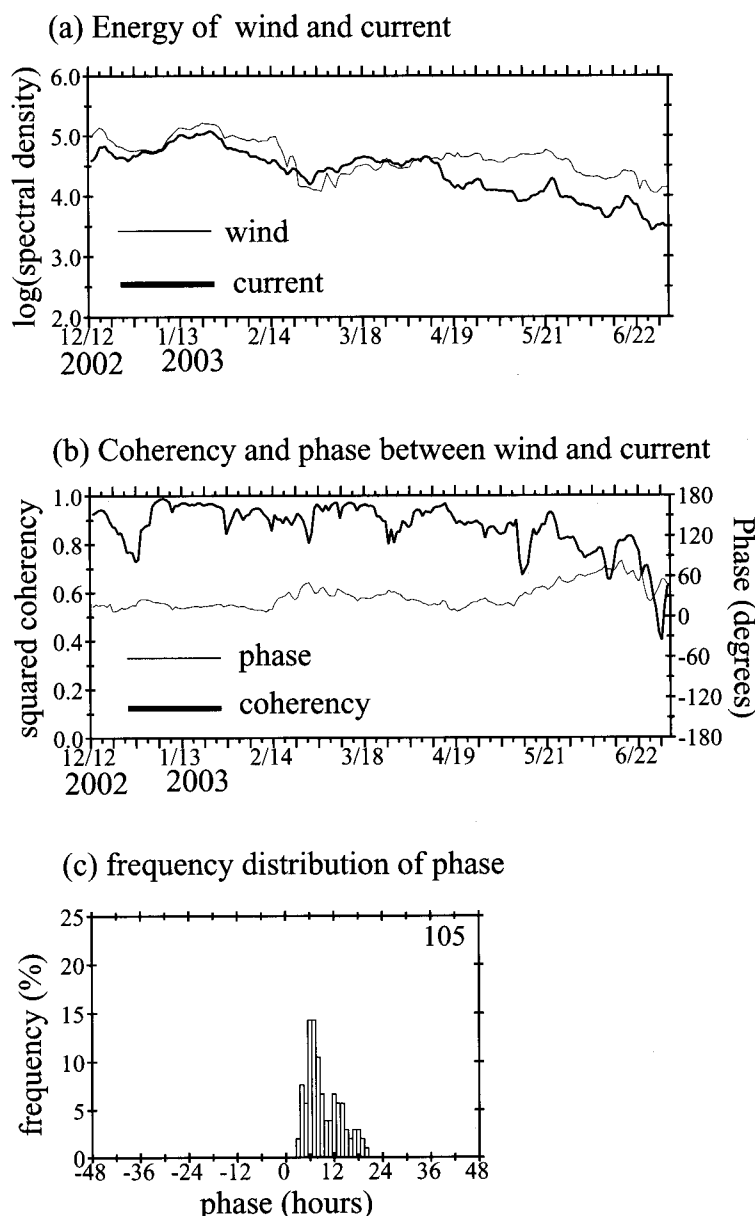 (a) Energy of wind and current
log(spectral density)
6.0
5.0
4.0
3.0
2.0
wind
current
12/12 1/13 2/14 3/18 4/19 5/21 6/22
2002 2003
(b) Coherency and phase between wind and current
squared coherency
1.0
0.8
0.6
0.4
0.2
0.0
phase
coherency
180
120
60
0
-60
-120
-180
Phase (degrees)
12/12 1/13 2/14 3/18 4/19 5/21 6/22
2002 2003
(c) frequency distribution of phase
frequency (%)
25
20
15
10
5
0
105
-48 -36 -24 -12 0 12 24 36 48
phase (hours)